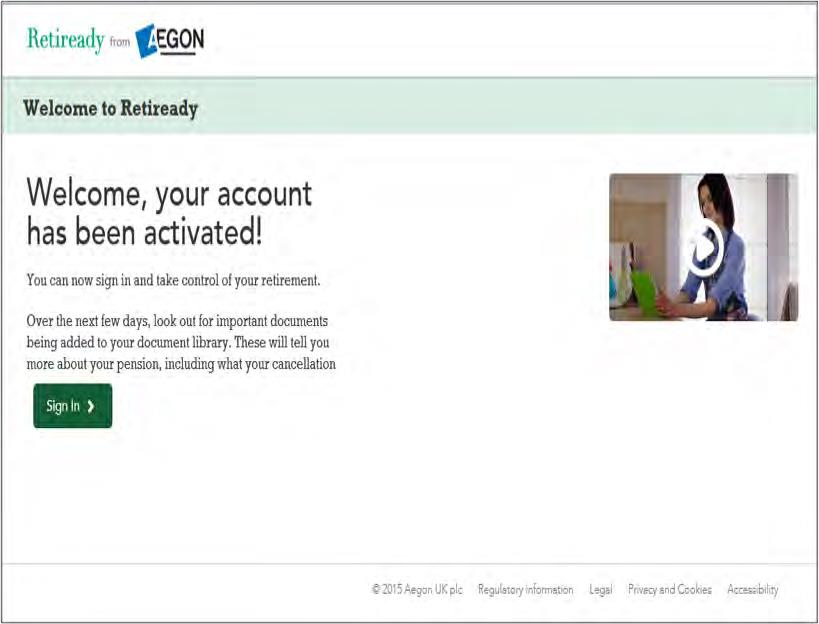 Retiready from AEGON
Welcome to Retiready
Welcome, your account
has been activated!
You can now sign in and take control of your retirement.
Over the next few days, look out for important documents
being added to your document library. These will tell you
more about your pension, including what your cancellation
Sign In ›
© 2015 Aegon UK plc Regulatory information Legal Privacy and Cookies Accessibility